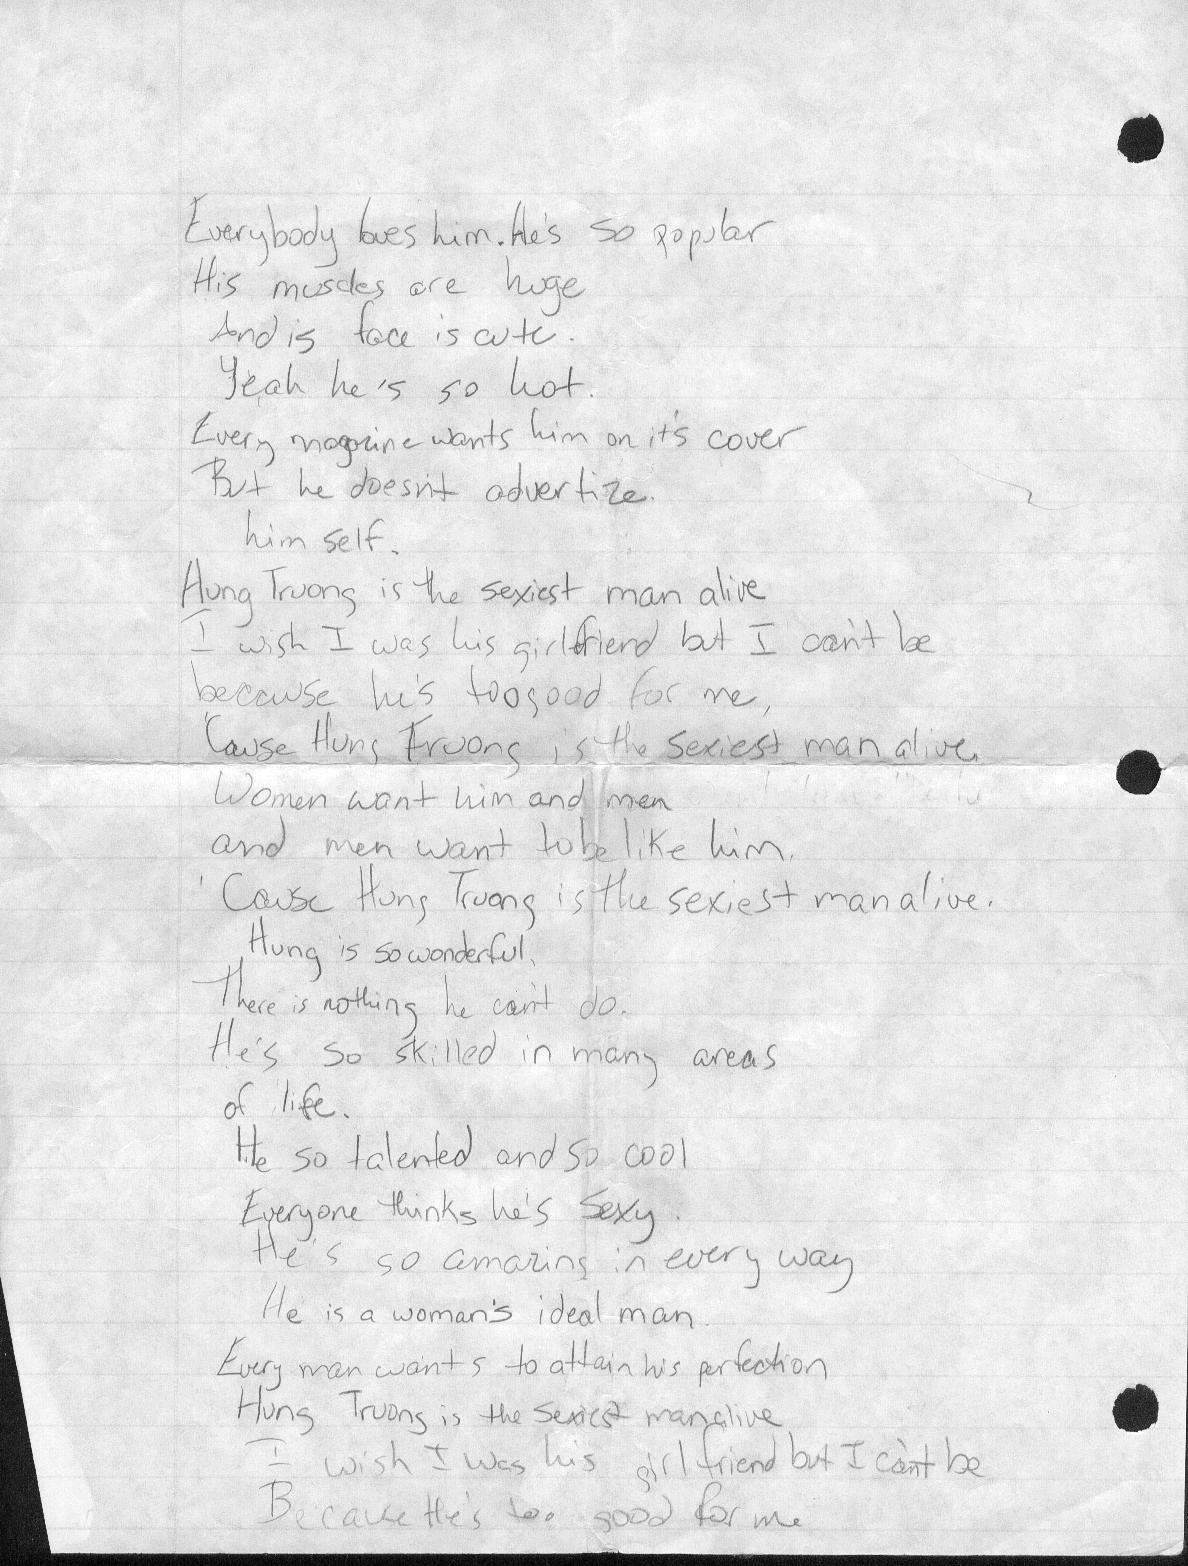 Everybody loves him. He's so popular
His muscles are huge
And is face is cute.
Yeah he's so hot.
Every magazine wants him on it's cover
But he doesn't advertize.
him self.
Hung Truong is the sexiest man alive
I wish I was his girlfriend but I can't be
because he's too good for me,
'Cause Hung Truong is the sexiest man alive.
Women want him and men
and men want to be like him.
'Cause Hung Truong is the sexiest man alive.
Hung is so wonderful.
There is nothing he can't do.
He's so skilled in many areas
of life.
He so talented and so cool
Everyone thinks he's sexy.
He's so amazing in every way
He is a woman's ideal man.
Every man wants to attain his perfection
Hung Truong is the sexiest man alive
I wish I was his girlfriend but I can't be
Because He's too good for me